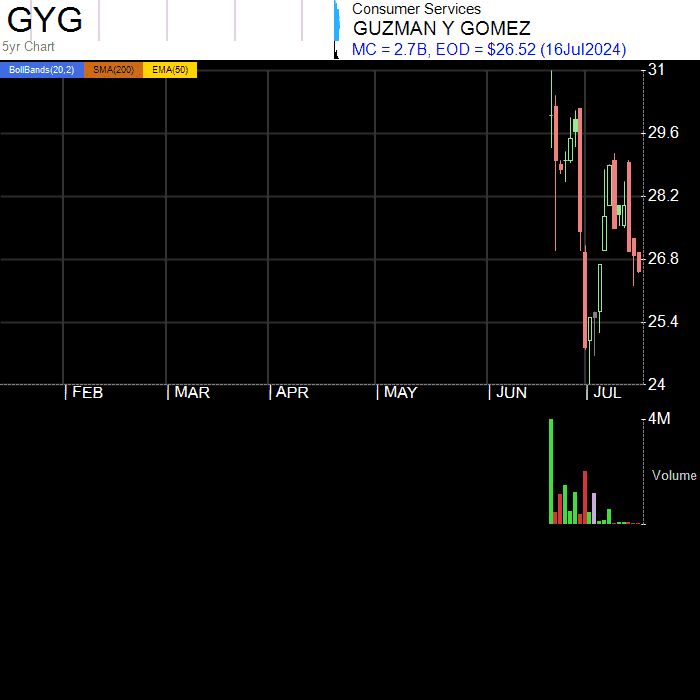 GYG
5yr Chart
Consumer Services
GUZMAN Y GOMEZ
MC = 2.7B, EOD = $26.52 (16Jul2024)
BollBands(20,2) SMA(200) EMA(50)
31
29.6
28.2
26.8
25.4
24
FEB MAR APR MAY JUN JUL
4M
Volume